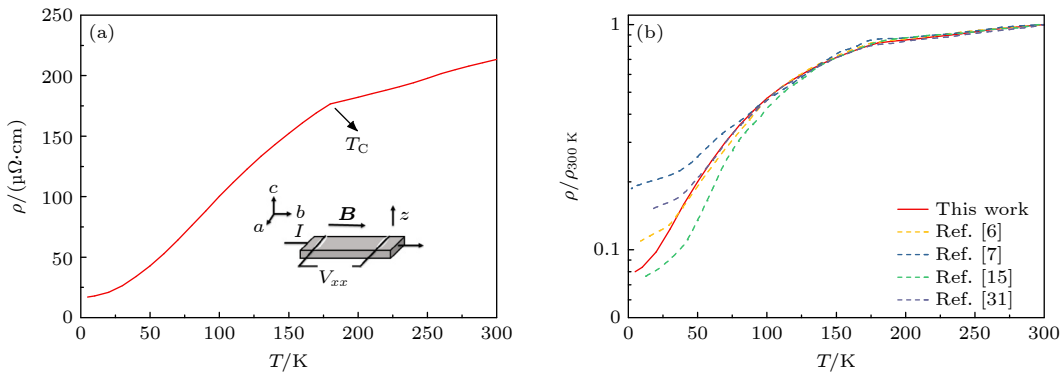 (a)
250
200
150
100
50
0
ρ/(μΩ·cm)
T_C
c
b
a
I
B
z
V_xx
0 50 100 150 200 250 300
T/K
(b)
1
0.1
0
ρ/ρ_300 K
This work
Ref. [6]
Ref. [7]
Ref. [15]
Ref. [31]
0 50 100 150 200 250 300
T/K